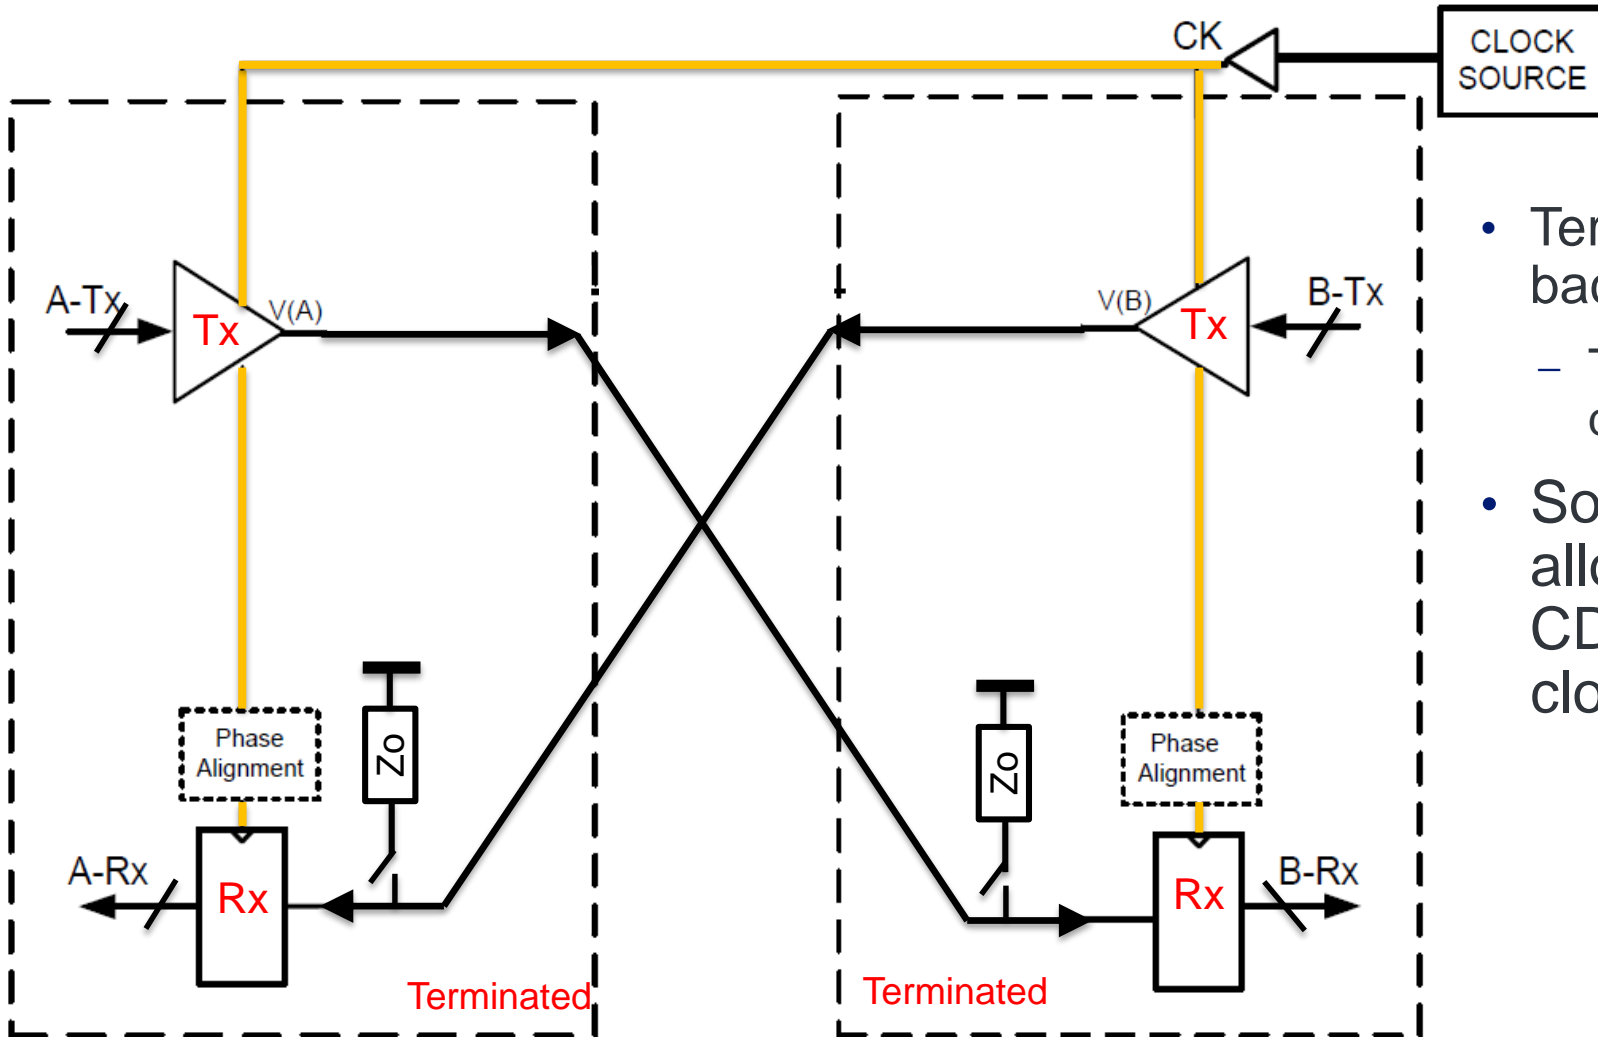 CK
CLOCK
SOURCE
A-Tx
Tx
V(A)
V(B)
Tx
B-Tx
Phase
Alignment
Zo
Zo
Phase
Alignment
A-Rx
Rx
Rx
B-Rx
Terminated
Terminated